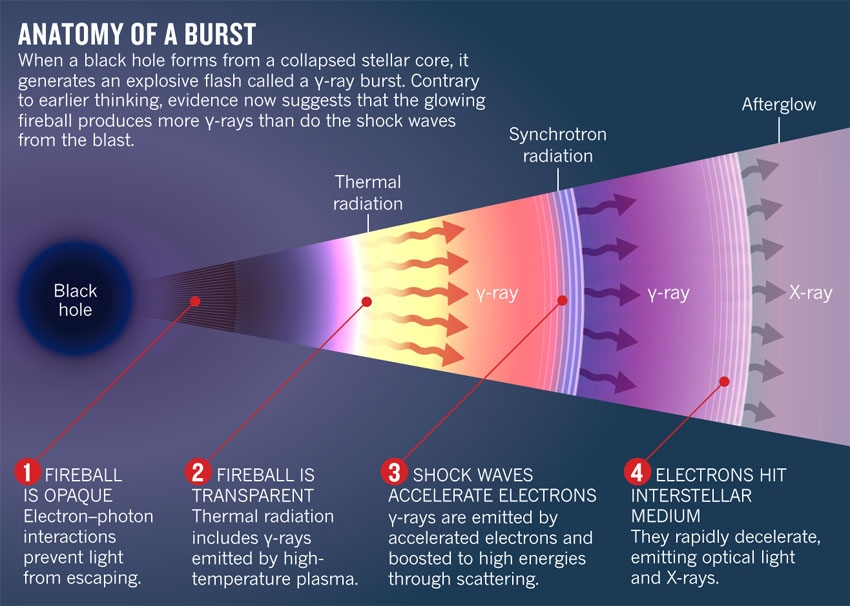 ANATOMY OF A BURST
When a black hole forms from a collapsed stellar core, it
generates an explosive flash called a γ-ray burst. Contrary
to earlier thinking, evidence now suggests that the glowing
fireball produces more γ-rays than do the shock waves
from the blast.
Afterglow
Synchrotron
radiation
Thermal
radiation
Black
hole
γ-ray
γ-ray
X-ray
1 FIREBALL
IS OPAQUE
Electron–photon
interactions
prevent light
from escaping.
2 FIREBALL IS
TRANSPARENT
Thermal radiation
includes γ-rays
emitted by high-
temperature plasma.
3 SHOCK WAVES
ACCELERATE ELECTRONS
γ-rays are emitted by
accelerated electrons and
boosted to high energies
through scattering.
4 ELECTRONS HIT
INTERSTELLAR
MEDIUM
They rapidly decelerate,
emitting optical light
and X-rays.